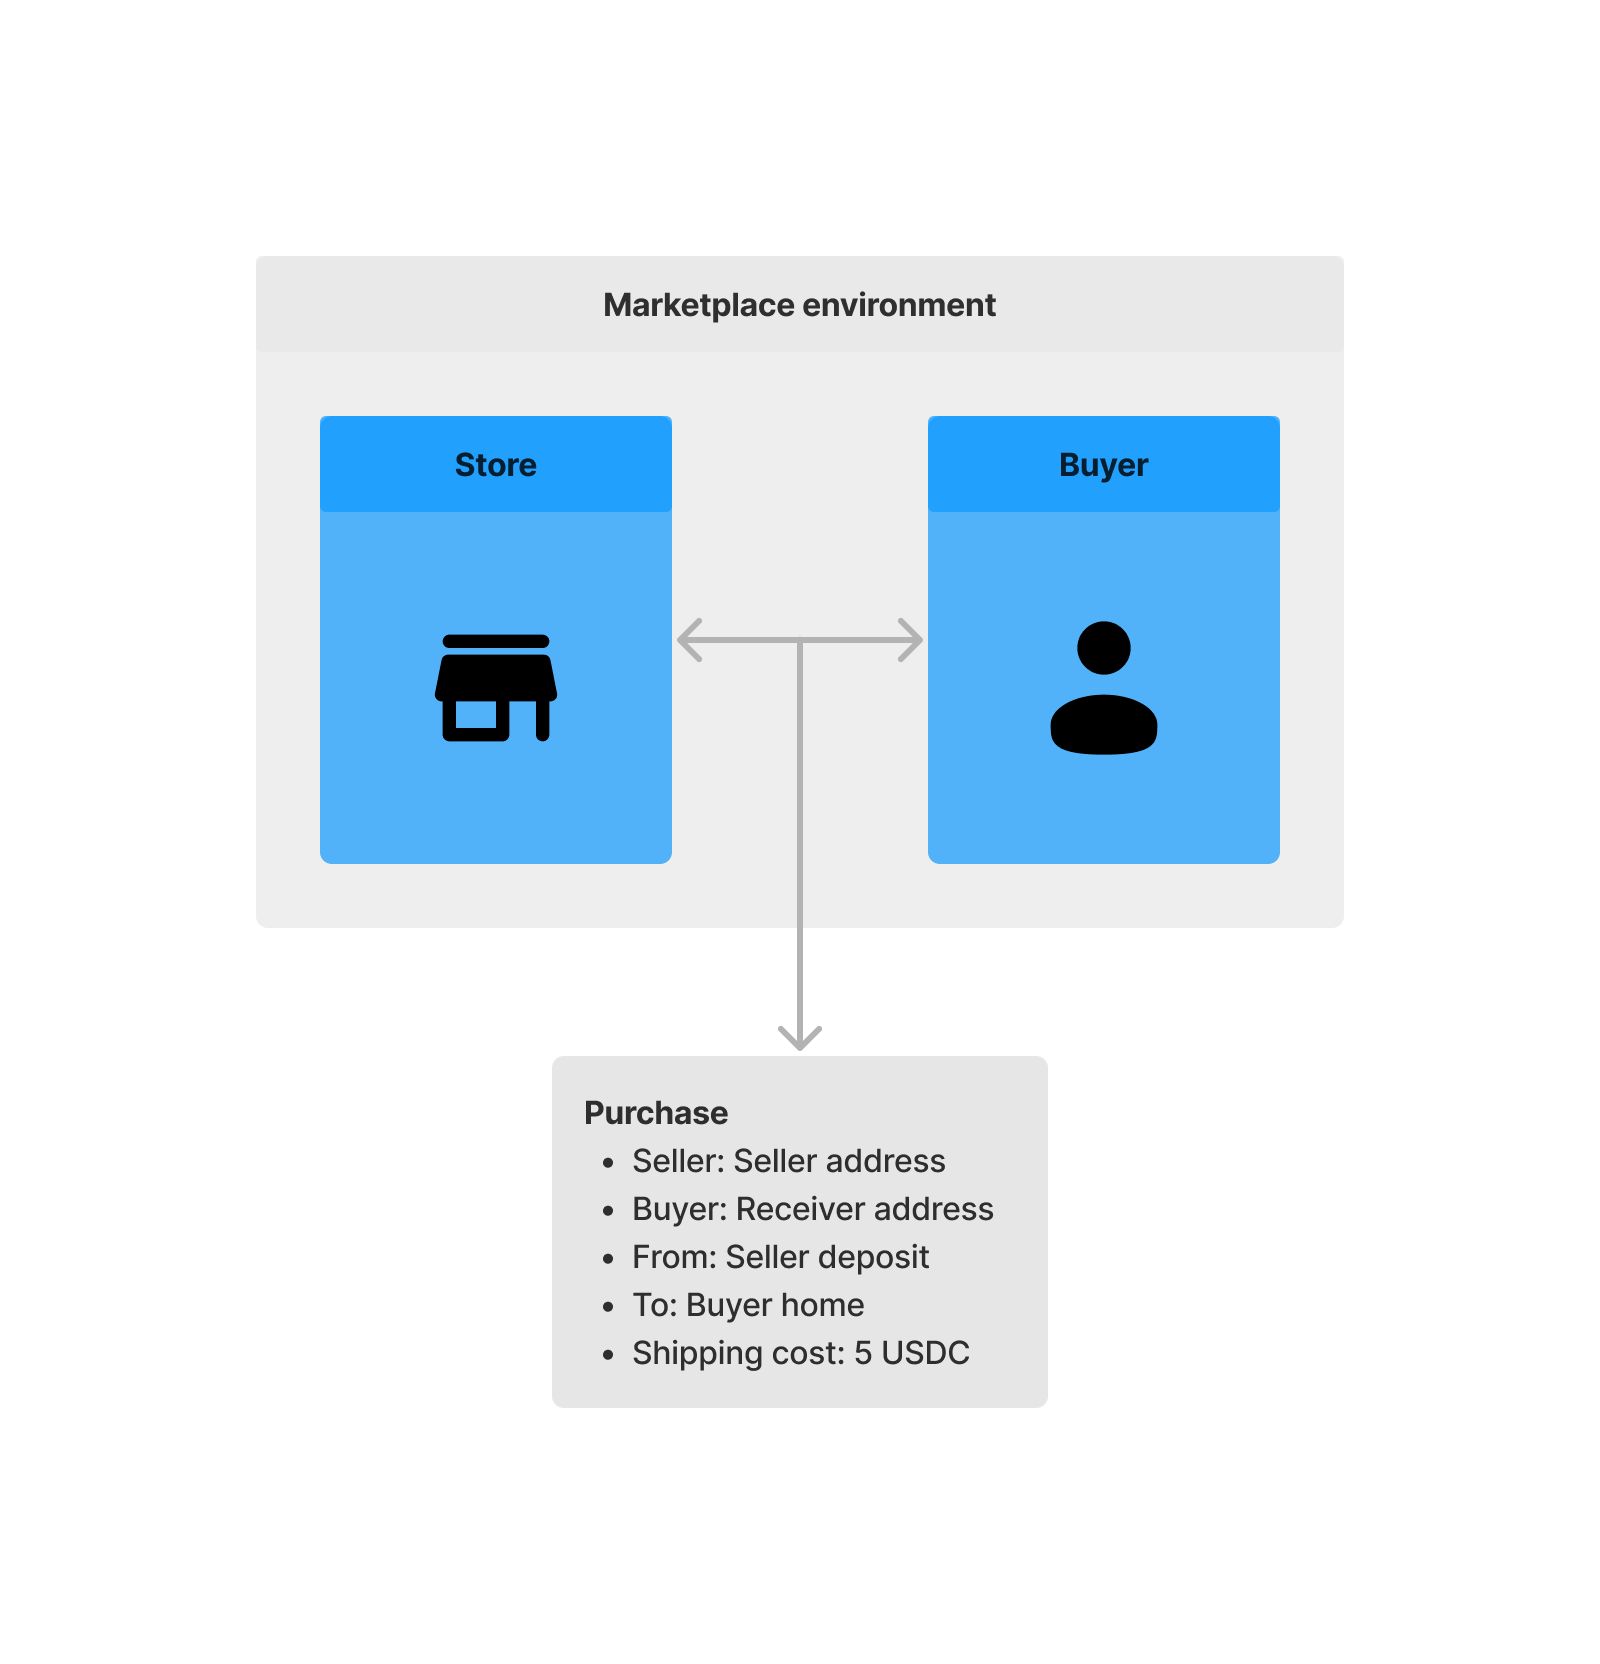 Marketplace environment
Store
Buyer
Purchase
• Seller: Seller address
• Buyer: Receiver address
• From: Seller deposit
• To: Buyer home
• Shipping cost: 5 USDC